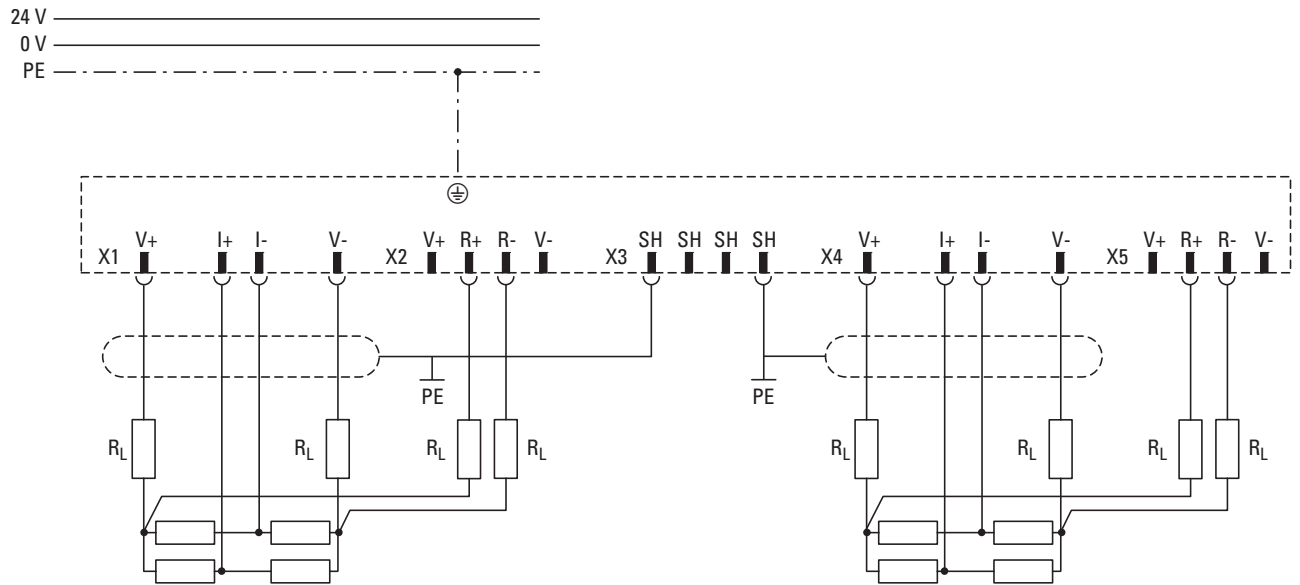 24 V
0 V
PE
X1 V+ I+ I- V- X2 V+ R+ R- V- X3 SH SH SH SH X4 V+ I+ I- V- X5 V+ R+ R- V-
PE PE
RL RL RL RL RL RL RL RL